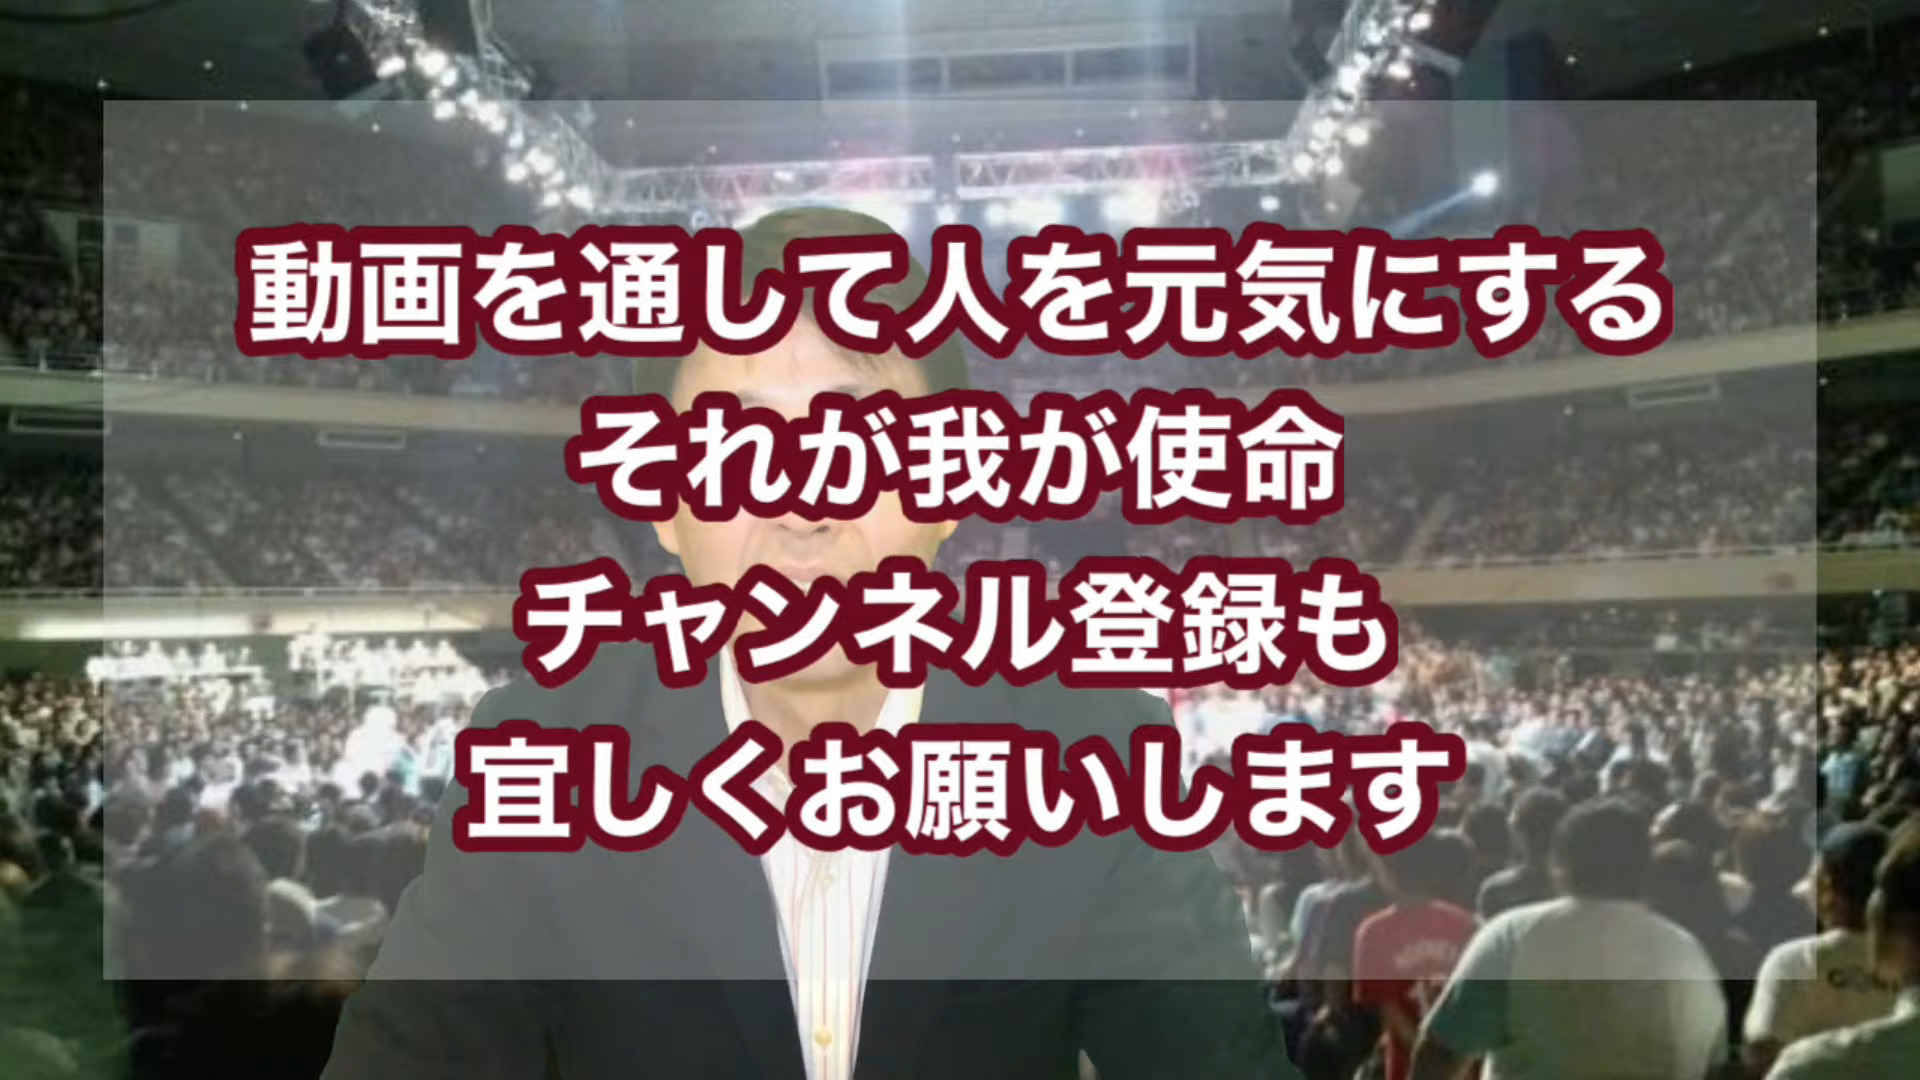 動画を通して人を元気にする
それが我が使命
チャンネル登録も
宜しくお願いします